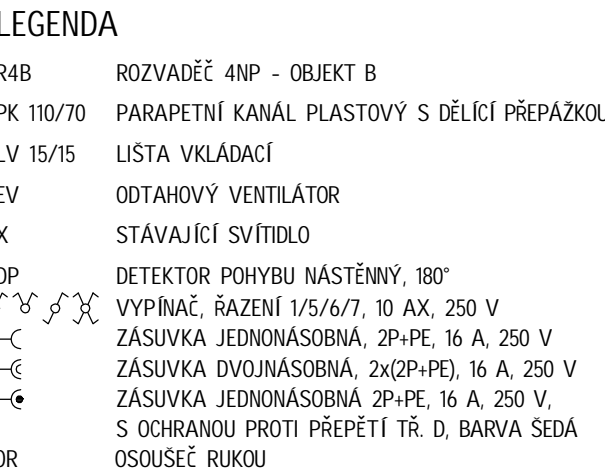 LEGENDA
R4B ROZVADĚČ 4NP - OBJEKT B
PK 110/70 PARAPETNÍ KANÁL PLASTOVÝ S DĚLÍCÍ PŘEPÁŽKOU
LV 15/15 LIŠTA VKLÁDACÍ
EV ODTAHOVÝ VENTILÁTOR
X STÁVAJÍCÍ SVÍTIDLO
DP DETEKTOR POHYBU NÁSTĚNNÝ, 180°
VYPÍNAČ, ŘAZENÍ 1/5/6/7, 10 AX, 250 V
ZÁSUVKA JEDNONÁSOBNÁ, 2P+PE, 16 A, 250 V
ZÁSUVKA DVOJNÁSOBNÁ, 2x(2P+PE), 16 A, 250 V
ZÁSUVKA JEDNONÁSOBNÁ 2P+PE, 16 A, 250 V,
S OCHRANOU PROTI PŘEPĚTÍ TŘ. D, BARVA ŠEDÁ
OR OSOUŠEČ RUKOU